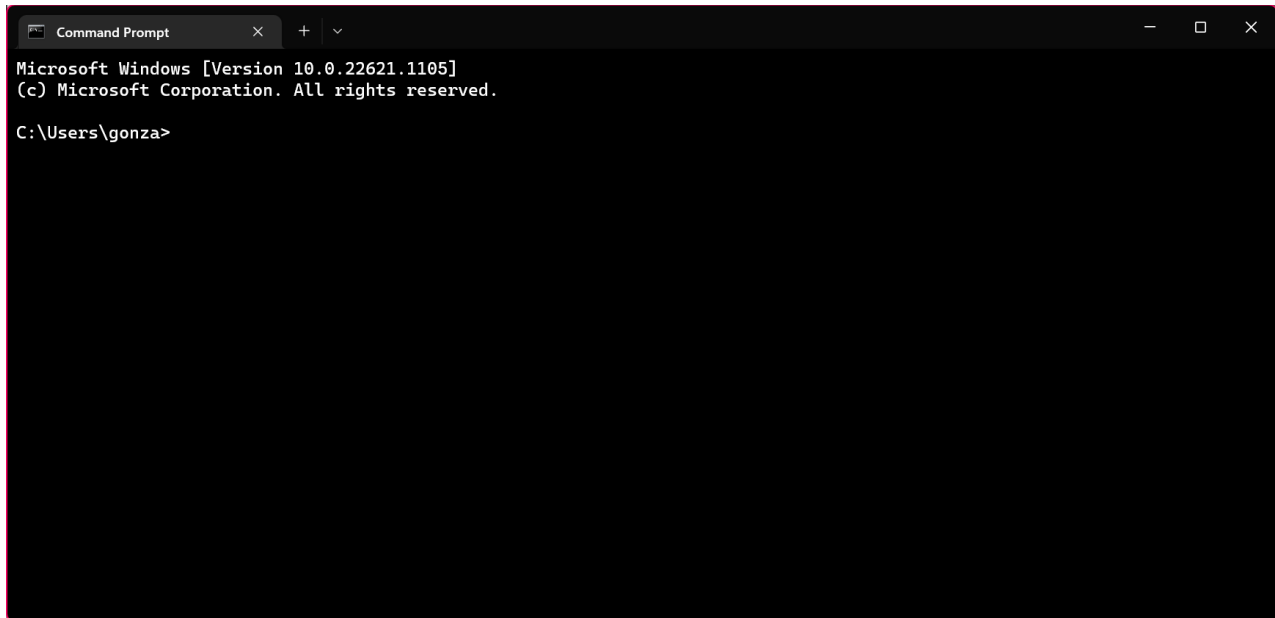 Command Prompt
Microsoft Windows [Version 10.0.22621.1105]
(c) Microsoft Corporation. All rights reserved.
C:\Users\gonza>